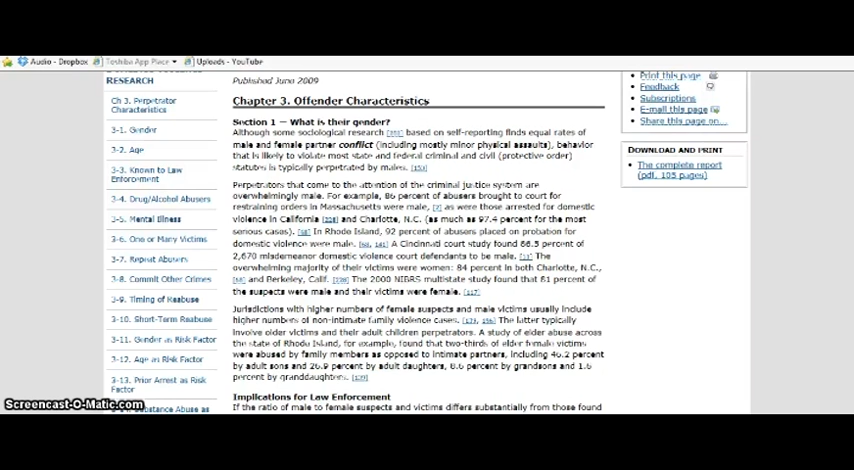 Audio - Dropbox Toshiba App Place Uploads - YouTube
RESEARCH
Ch 3. Perpetrator
Characteristics
3-1. Gender
3-2. Age
3-3. Known to Law
Enforcement
3-4. Drug/Alcohol Abusers
3-5. Mental Illness
3-6. One or Many Victims
3-7. Repeat Abusers
3-8. Commit Other Crimes
3-9. Timing of Reabuse
3-10. Short-Term Reabuse
3-11. Gender as Risk Factor
3-12. Age as Risk Factor
3-13. Prior Arrest as Risk
Factor
Substance Abuse as
Published June 2009
Chapter 3. Offender Characteristics
Section 1 — What is their gender?
Although some sociological research based on self-reporting finds equal rates of
male and female partner conflict (including mostly minor physical assaults), behavior
that is likely to violate most state and federal criminal and civil (protective order)
statutes is typically perpetrated by males. [153]
Perpetrators that come to the attention of the criminal justice system are
overwhelmingly male. For example, 86 percent of abusers brought to court for
restraining orders in Massachusetts were male, [2] as were those arrested for domestic
violence in California [228] and Charlotte, N.C. (as much as 97.4 percent for the most
serious cases). In Rhode Island, 92 percent of abusers placed on probation for
domestic violence were male. A Cincinnati court study found 86.5 percent of
2,670 misdemeanor domestic violence court defendants to be male. [11] The
overwhelming majority of their victims were women: 84 percent in both Charlotte, N.C.,
and Berkeley, Calif. [228] The 2000 NIBRS multistate study found that 81 percent of
the suspects were male and their victims were female. [117]
Jurisdictions with higher numbers of female suspects and male victims usually include
higher numbers of non-intimate family violence cases. The latter typically
involve older victims and their adult children perpetrators. A study of elder abuse across
the state of Rhode Island, for example, found that two-thirds of elder female victims
were abused by family members as opposed to intimate partners, including 46.2 percent
by adult sons and 26.9 percent by adult daughters, 8.6 percent by grandsons and 1.6
percent by granddaughters.
Implications for Law Enforcement
If the ratio of male to female suspects and victims differs substantially from those found
Print this page
Feedback
Subscriptions
E-mail this page
Share this page on...
DOWNLOAD AND PRINT
The complete report
(pdf, 105 pages)
Screencast-O-Matic.com